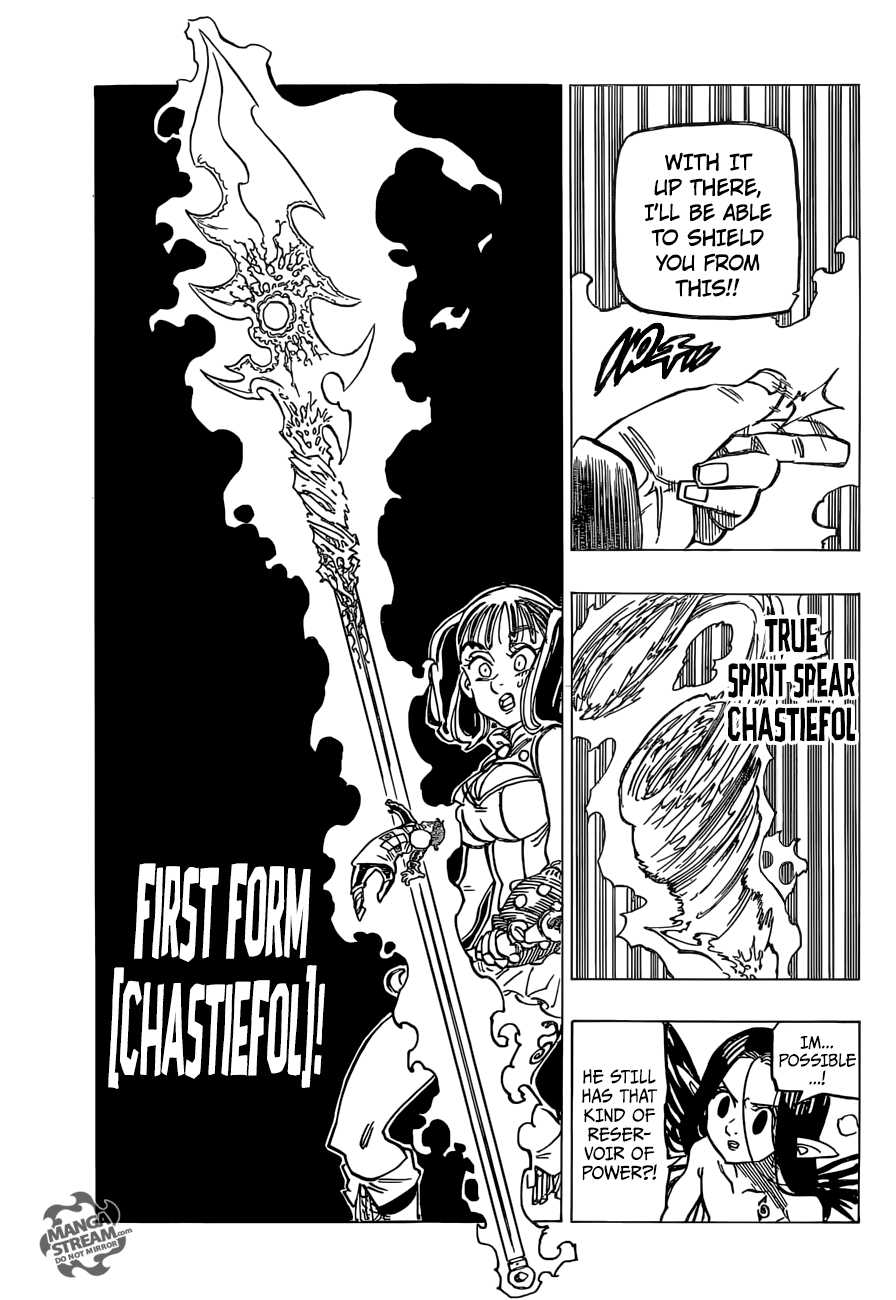 WITH IT
UP THERE,
I'LL BE ABLE
TO SHIELD
YOU FROM
THIS!!
TRUE
SPIRIT SPEAR
CHASTIEFOL
IM...
POSSIBLE
...!
HE STILL
HAS THAT
KIND OF
RESER-
VOIR OF
POWER?!
FIRST FORM
[CHASTIEFOL]!
MANGA
STREAM.com
DO NOT MIRROR